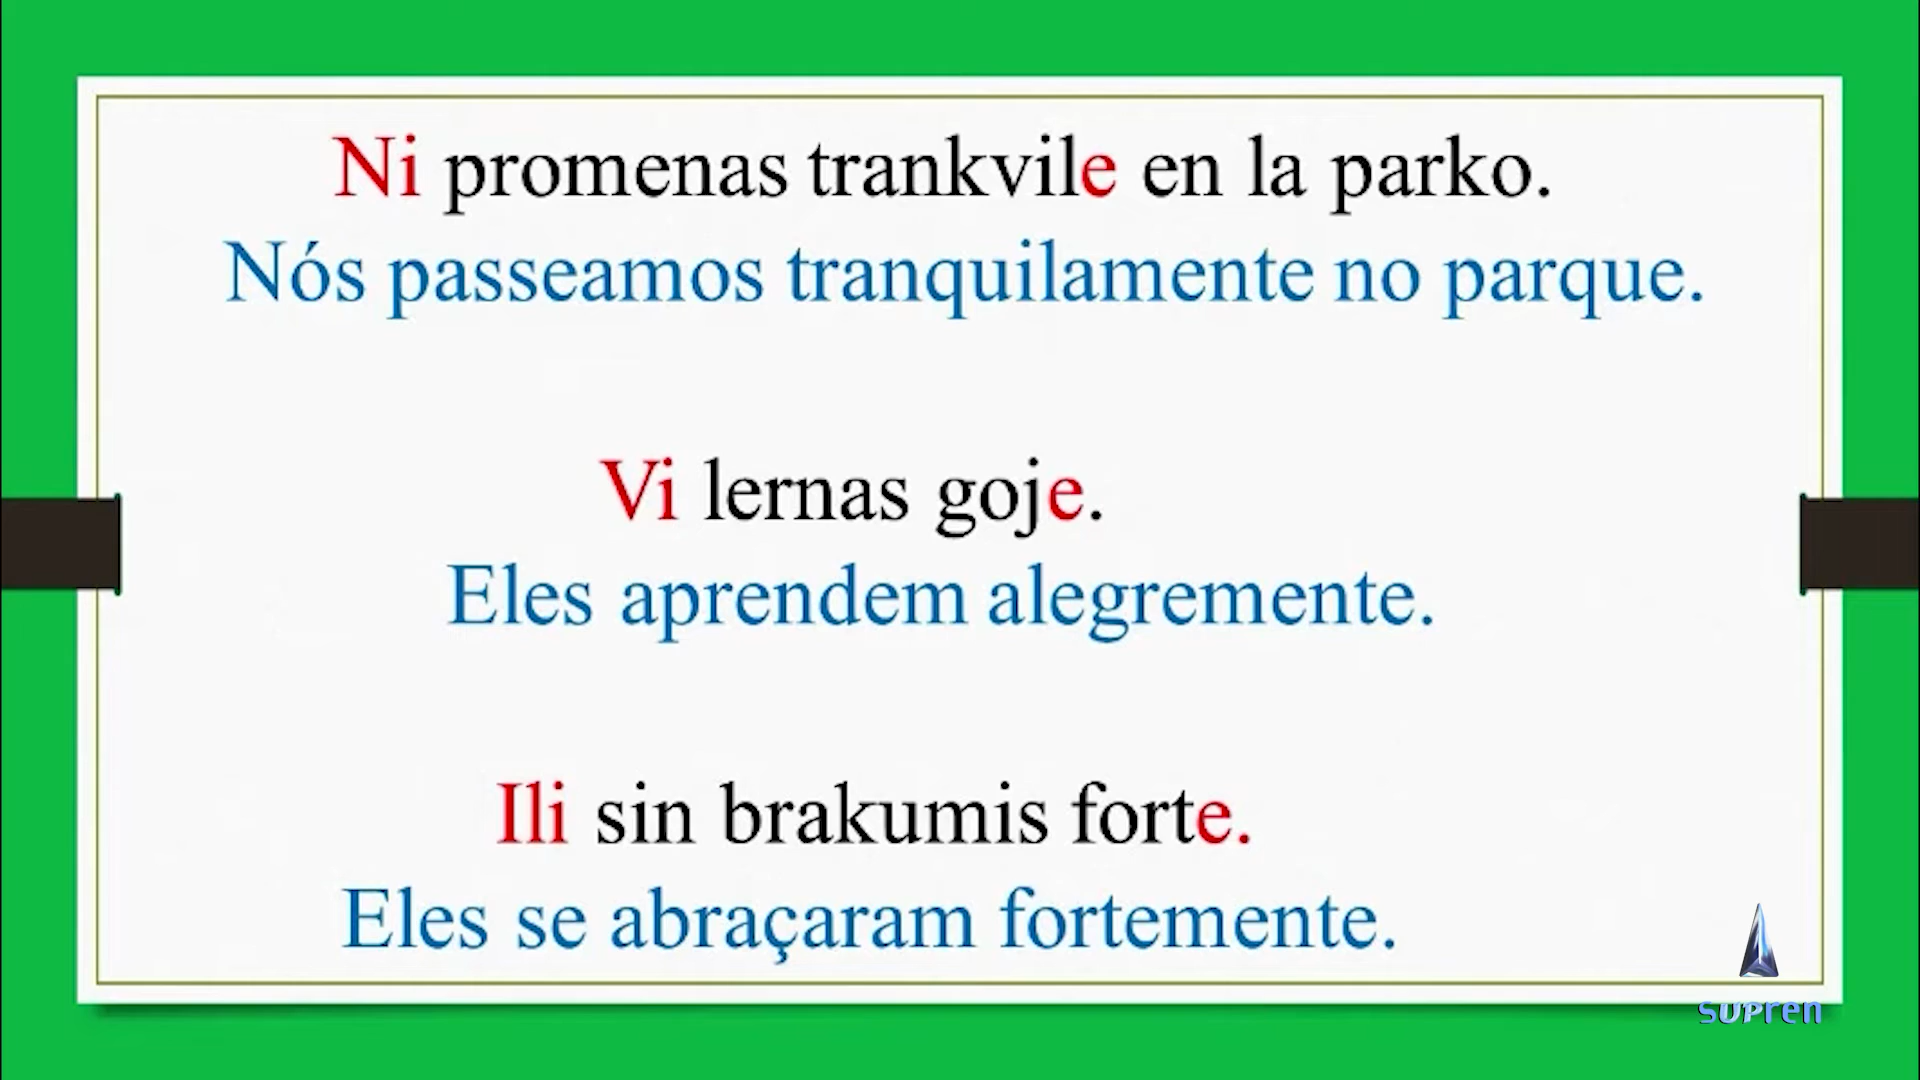 Ni promenas trankvile en la parko.
Nós passeamos tranquilamente no parque.
Vi lernas goje.
Eles aprendem alegremente.
Ili sin brakumis forte.
Eles se abraçaram fortemente.
supren